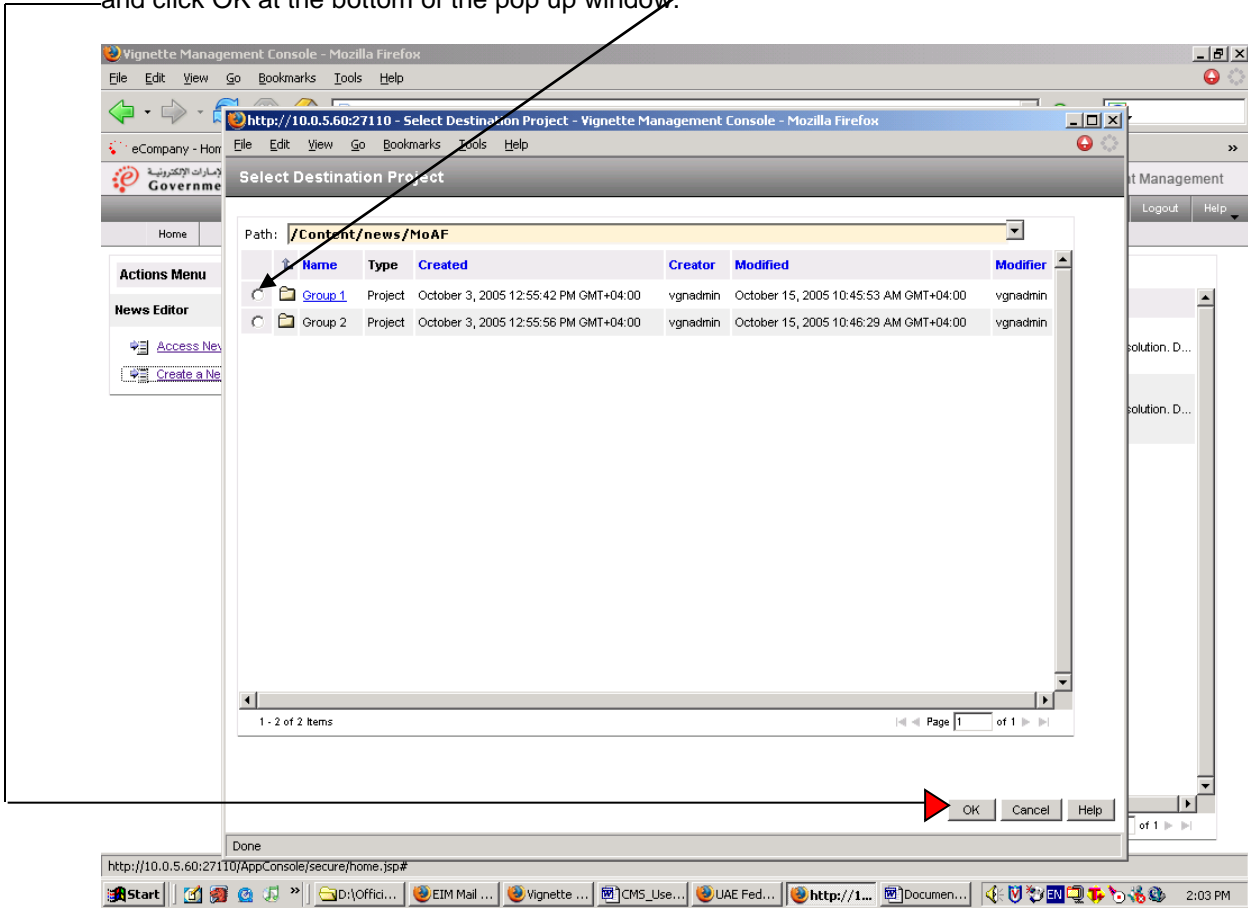 and click OK at the bottom of the pop up window.
Vignette Management Console - Mozilla Firefox
File Edit View Go Bookmarks Tools Help
http://10.0.5.60:27110 - Select Destination Project - Vignette Management Console - Mozilla Firefox
eCompany - Hom
File Edit View Go Bookmarks Tools Help
»
الإمارات الإلكترونية
Governme
Select Destination Project
nt Management
Logout Help
Home
Path: /Content/news/MoAF
Actions Menu
Name Type Created Creator Modified Modifier
Group 1 Project October 3, 2005 12:55:42 PM GMT+04:00 vgnadmin October 15, 2005 10:45:53 AM GMT+04:00 vgnadmin
News Editor
Group 2 Project October 3, 2005 12:55:56 PM GMT+04:00 vgnadmin October 15, 2005 10:46:29 AM GMT+04:00 vgnadmin
Access Nev
solution. D...
Create a Ne
solution. D...
1 - 2 of 2 Items Page 1 of 1
OK Cancel Help
of 1
Done
http://10.0.5.60:27110/AppConsole/secure/home.jsp#
Start » D:\Offici... EIM Mail ... Vignette ... CMS_Use... UAE Fed... http://1... Documen... EN 2:03 PM